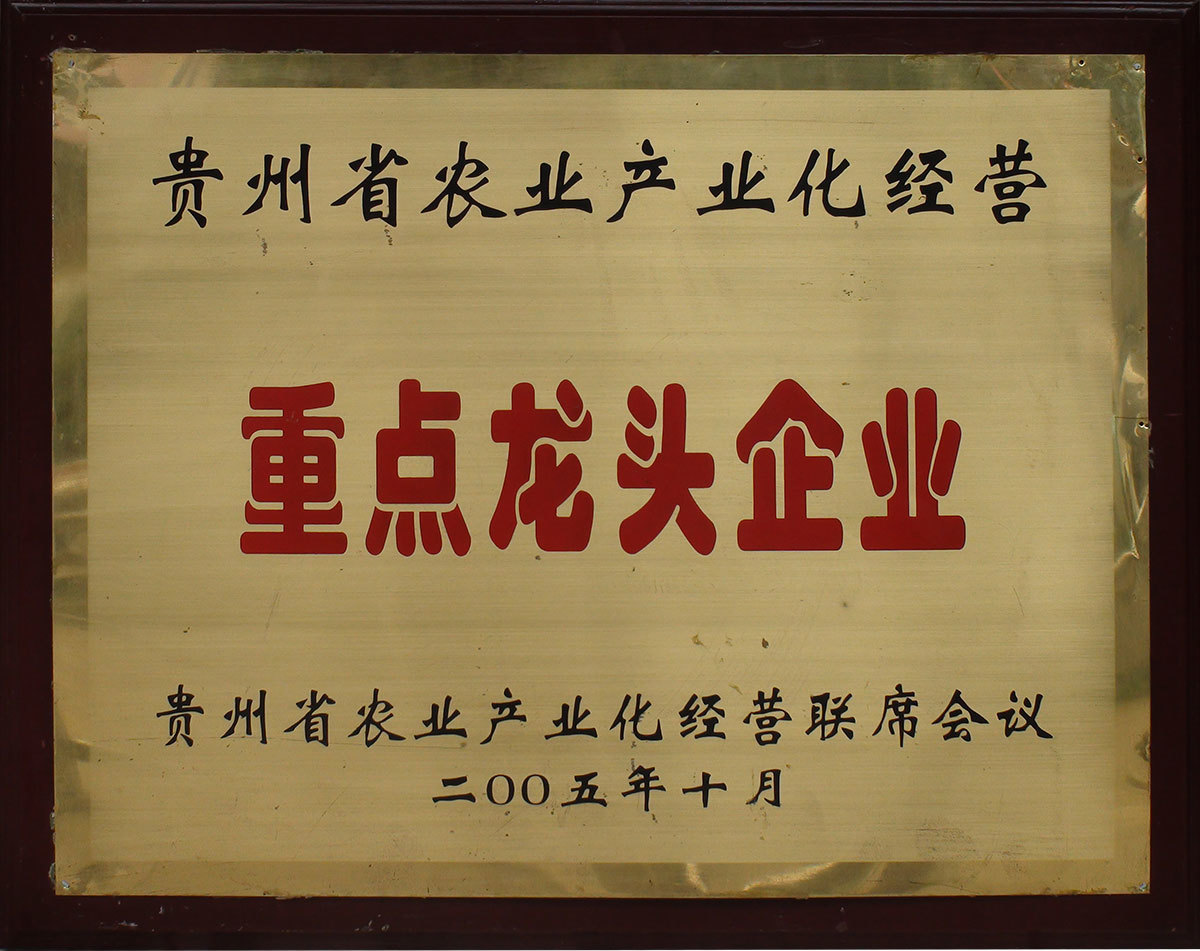 贵州省农业产业化经营
重点龙头企业
贵州省农业产业化经营联席会议
二00五年十月